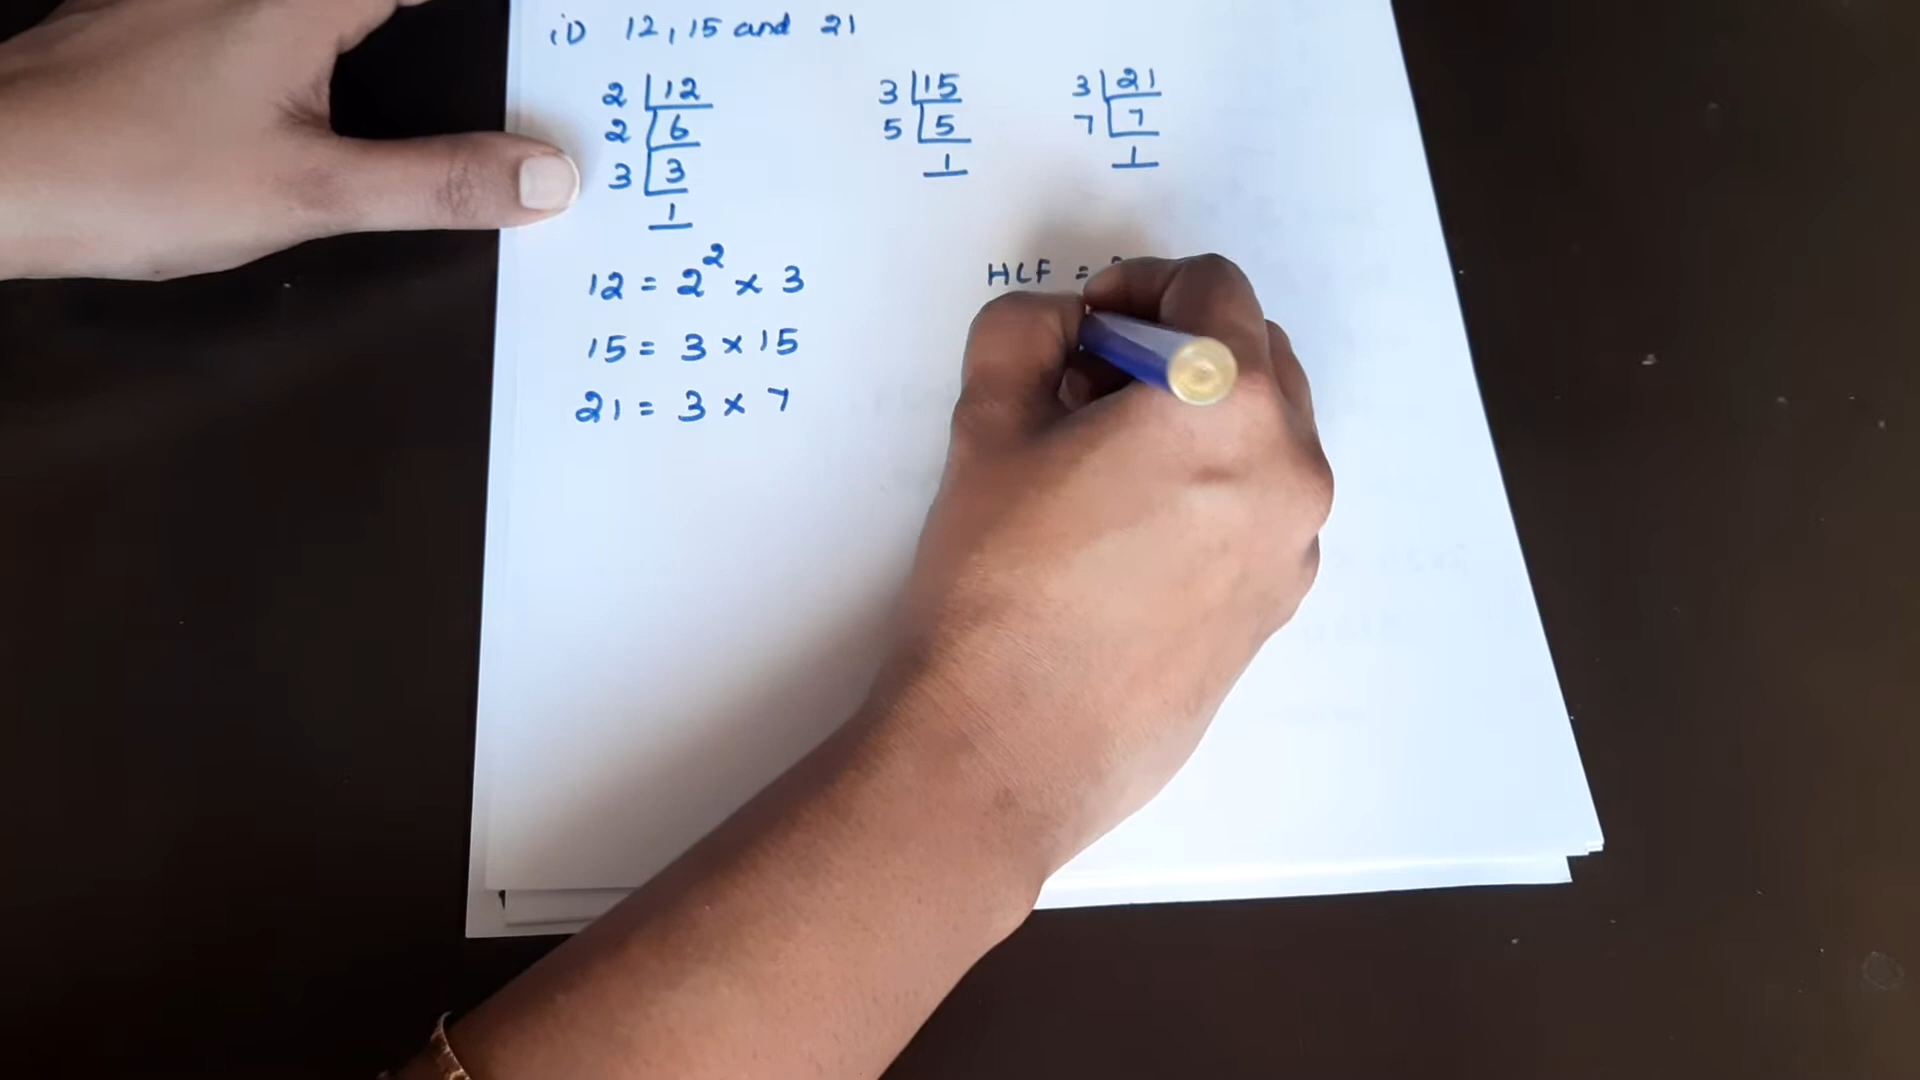 i) 12, 15 and 21
2 12
2 6
3 3
1
3 15
5 5
1
3 21
7 7
1
12 = 2² × 3
15 = 3 × 15
21 = 3 × 7
HCF =